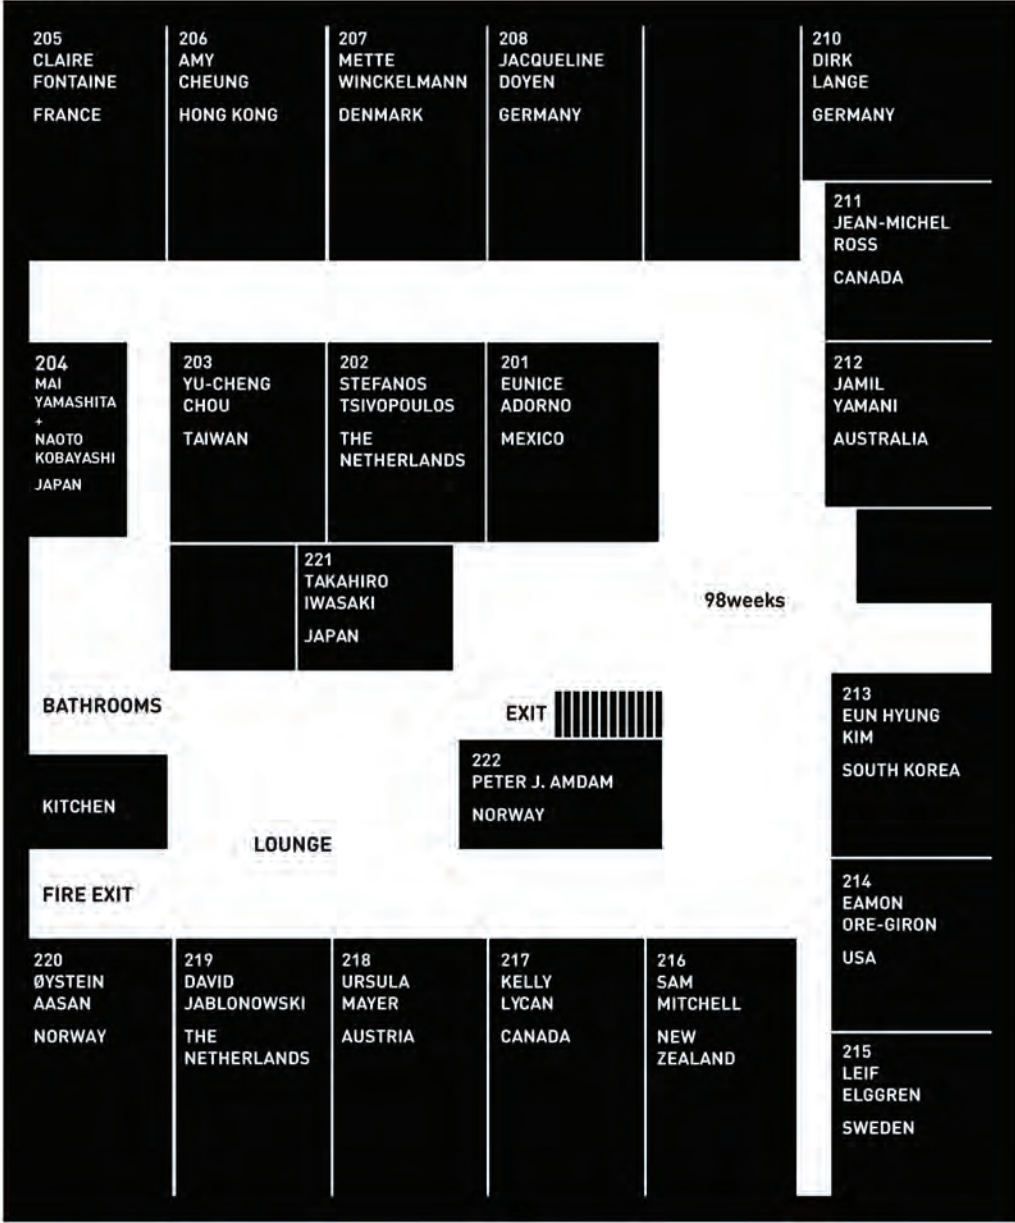 205
CLAIRE
FONTAINE
FRANCE
206
AMY
CHEUNG
HONG KONG
207
METTE
WINCKELMANN
DENMARK
208
JACQUELINE
DOYEN
GERMANY
210
DIRK
LANGE
GERMANY
211
JEAN-MICHEL
ROSS
CANADA
204
MAI
YAMASHITA
+
NAOTO
KOBAYASHI
JAPAN
203
YU-CHENG
CHOU
TAIWAN
202
STEFANOS
TSIVOPOULOS
THE
NETHERLANDS
201
EUNICE
ADORNO
MEXICO
212
JAMIL
YAMANI
AUSTRALIA
221
TAKAHIRO
IWASAKI
JAPAN
98weeks
BATHROOMS
EXIT
213
EUN HYUNG
KIM
SOUTH KOREA
222
PETER J. AMDAM
NORWAY
KITCHEN
LOUNGE
FIRE EXIT
214
EAMON
ORE-GIRON
USA
220
ØYSTEIN
AASAN
NORWAY
219
DAVID
JABLONOWSKI
THE
NETHERLANDS
218
URSULA
MAYER
AUSTRIA
217
KELLY
LYCAN
CANADA
216
SAM
MITCHELL
NEW
ZEALAND
215
LEIF
ELGGREN
SWEDEN